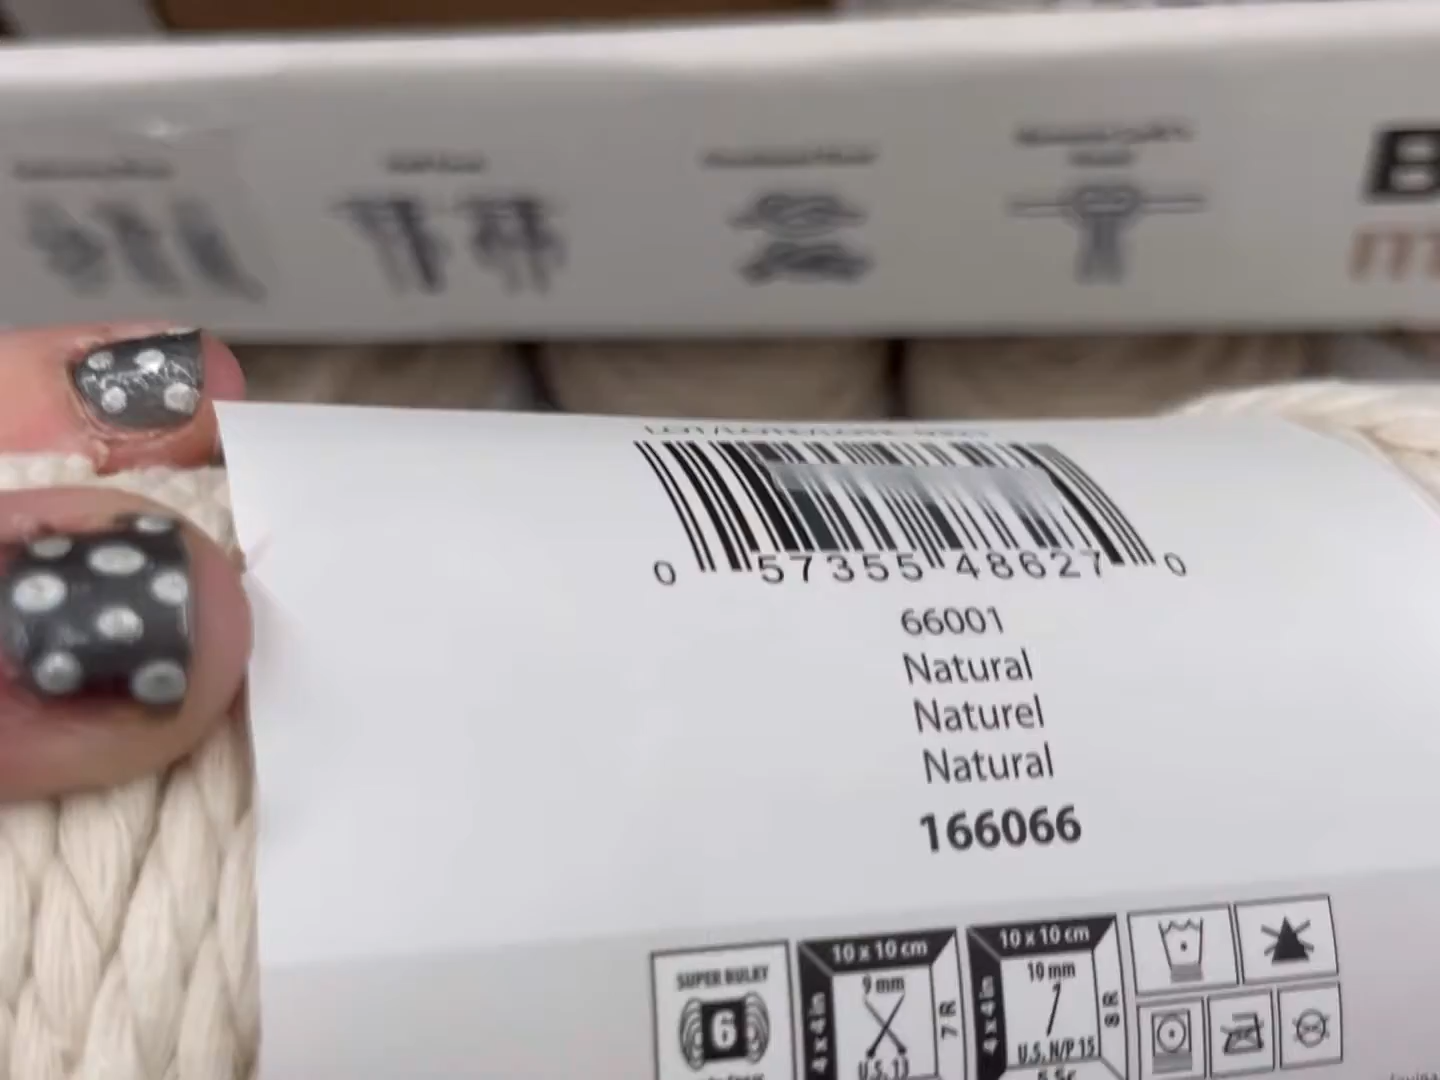 B
m
0 57355 48627 0
66001
Natural
Naturel
Natural
166066
SUPER BULKY
6
10 x 10 cm
4 x 4 in
9 mm
7 R
U.S. 13
10 x 10 cm
4 x 4 in
10 mm
8 R
U.S. N/P 15